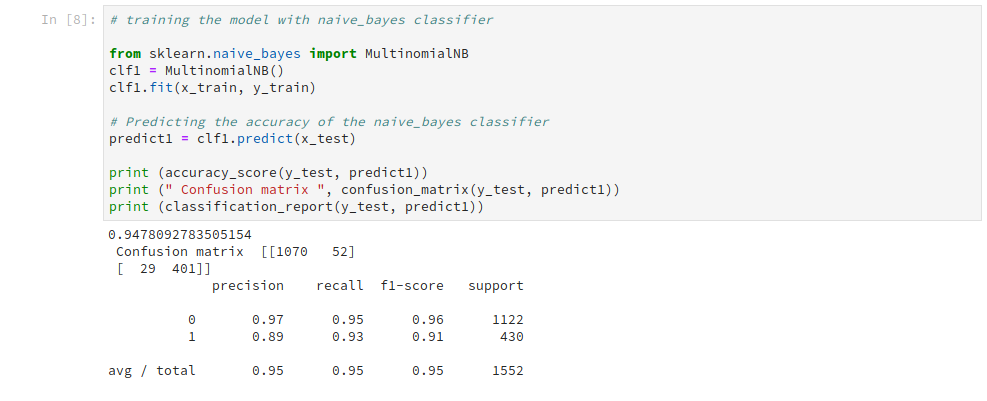 In [8]: # training the model with naive_bayes classifier
from sklearn.naive_bayes import MultinomialNB
clf1 = MultinomialNB()
clf1.fit(x_train, y_train)
# Predicting the accuracy of the naive_bayes classifier
predict1 = clf1.predict(x_test)
print (accuracy_score(y_test, predict1))
print (" Confusion matrix ", confusion_matrix(y_test, predict1))
print (classification_report(y_test, predict1))
0.9478092783505154
Confusion matrix  [[1070   52]
[  29  401]]
precision    recall  f1-score   support
0       0.97      0.95      0.96      1122
1       0.89      0.93      0.91       430
avg / total       0.95      0.95      0.95      1552